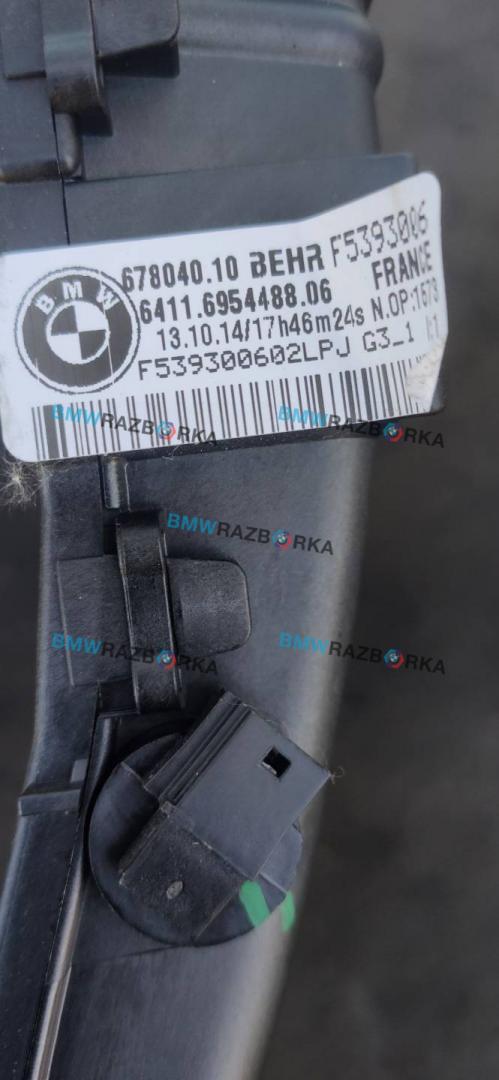 678040.10 BEHR F5393006
BMW 6411.6954488.06 FRANCE
13.10.14/17h46m24s N.OP:1673
F539300602LPJ G3_1
BMWRAZBORKA BMWRAZBORKA
BMWRAZBORKA
BMWRAZBORKA BMWRAZBORKA